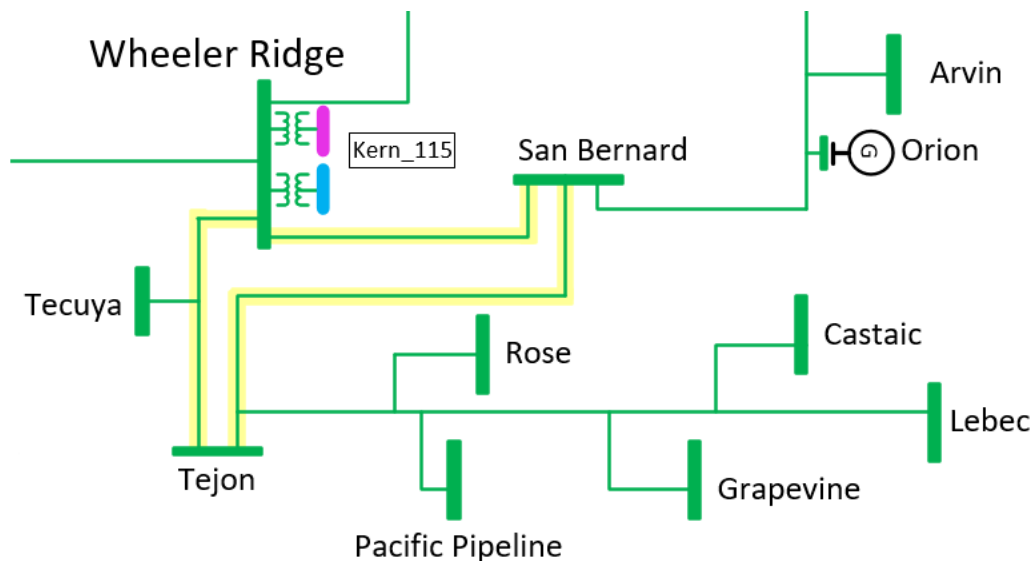 Wheeler Ridge
Arvin
Kern_115
San Bernard
G
Orion
Tecuya
Rose
Castaic
Lebec
Tejon
Grapevine
Pacific Pipeline